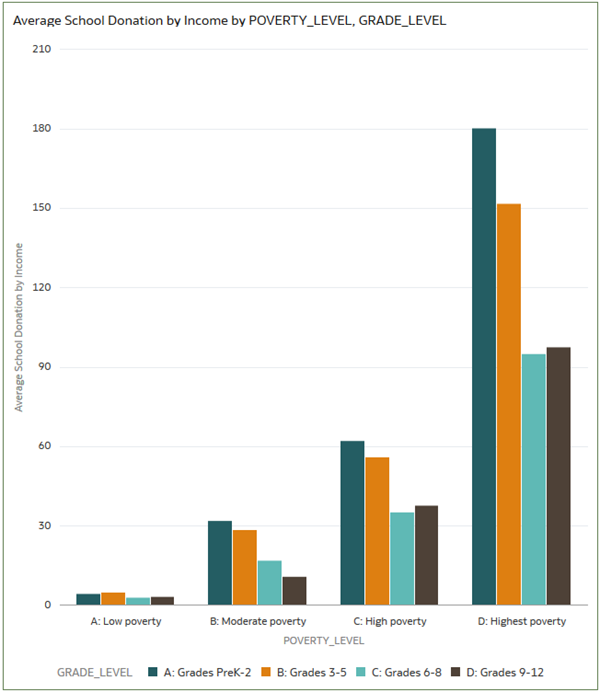 Average School Donation by Income by POVERTY_LEVEL, GRADE_LEVEL
210
180
150
120
90
60
30
0
Average School Donation by Income
A: Low poverty
B: Moderate poverty
C: High poverty
D: Highest poverty
POVERTY_LEVEL
GRADE_LEVEL A: Grades PreK-2 B: Grades 3-5 C: Grades 6-8 D: Grades 9-12